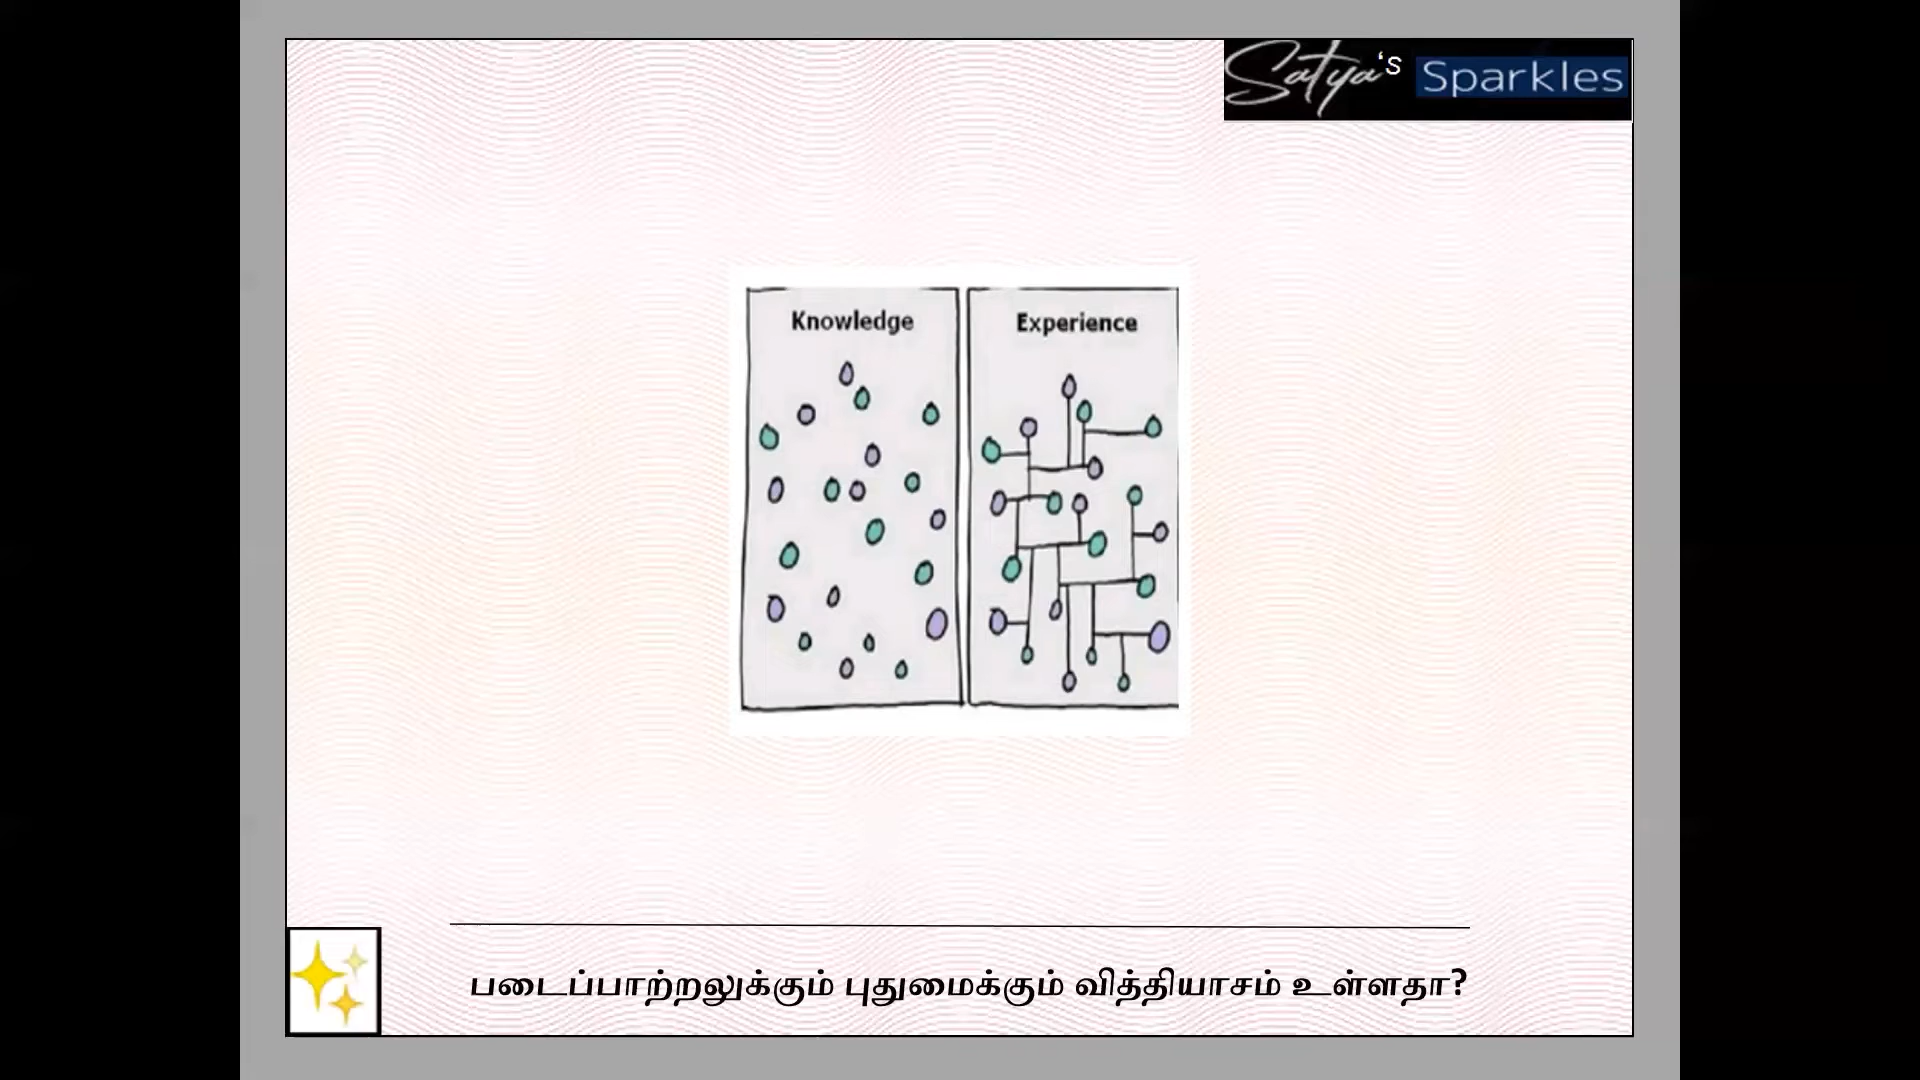 Satya's Sparkles
Knowledge
Experience
படைப்பாற்றலுக்கும் புதுமைக்கும் வித்தியாசம் உள்ளதா?